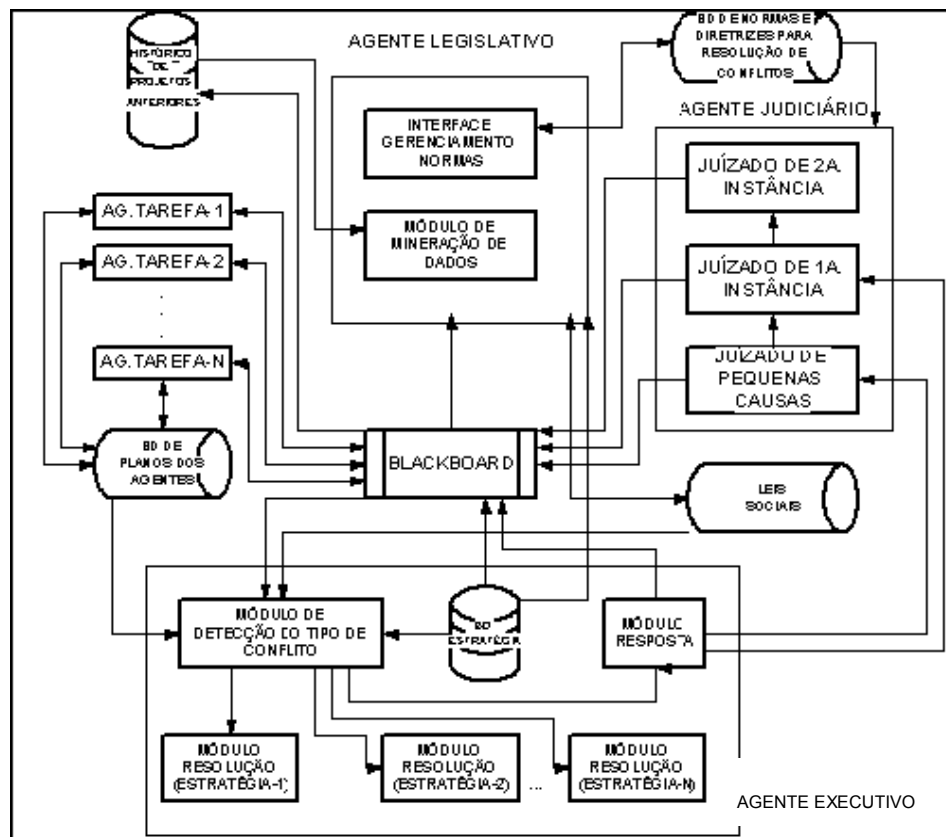 HISTÓRICO
DE
PROJETOS
ANTERIORES
AGENTE LEGISLATIVO
BD DE NORMAS E
DIRETRIZES PARA
RESOLUÇÃO DE
CONFLITOS
AGENTE JUDICIÁRIO
INTERFACE
GERENCIAMENTO
NORMAS
MÓDULO DE
MINERAÇÃO DE
DADOS
JUÍZADO DE 2A.
INSTÂNCIA
JUÍZADO DE 1A.
INSTÂNCIA
JUÍZADO DE
PEQUENAS
CAUSAS
AG.TAREFA-1
AG.TAREFA-2
.
.
.
AG.TAREFA-N
BD DE
PLANOS DOS
AGENTES
BLACKBOARD
LEIS
SOCIAIS
MÓDULO DE
DETECÇÃO DO TIPO DE
CONFLITO
BD
ESTRATÉGIA
MÓDULO
RESPOSTA
MÓDULO
RESOLUÇÃO
(ESTRATÉGIA-1)
MÓDULO
RESOLUÇÃO
(ESTRATÉGIA-2)
...
MÓDULO
RESOLUÇÃO
(ESTRATÉGIA-N)
AGENTE EXECUTIVO